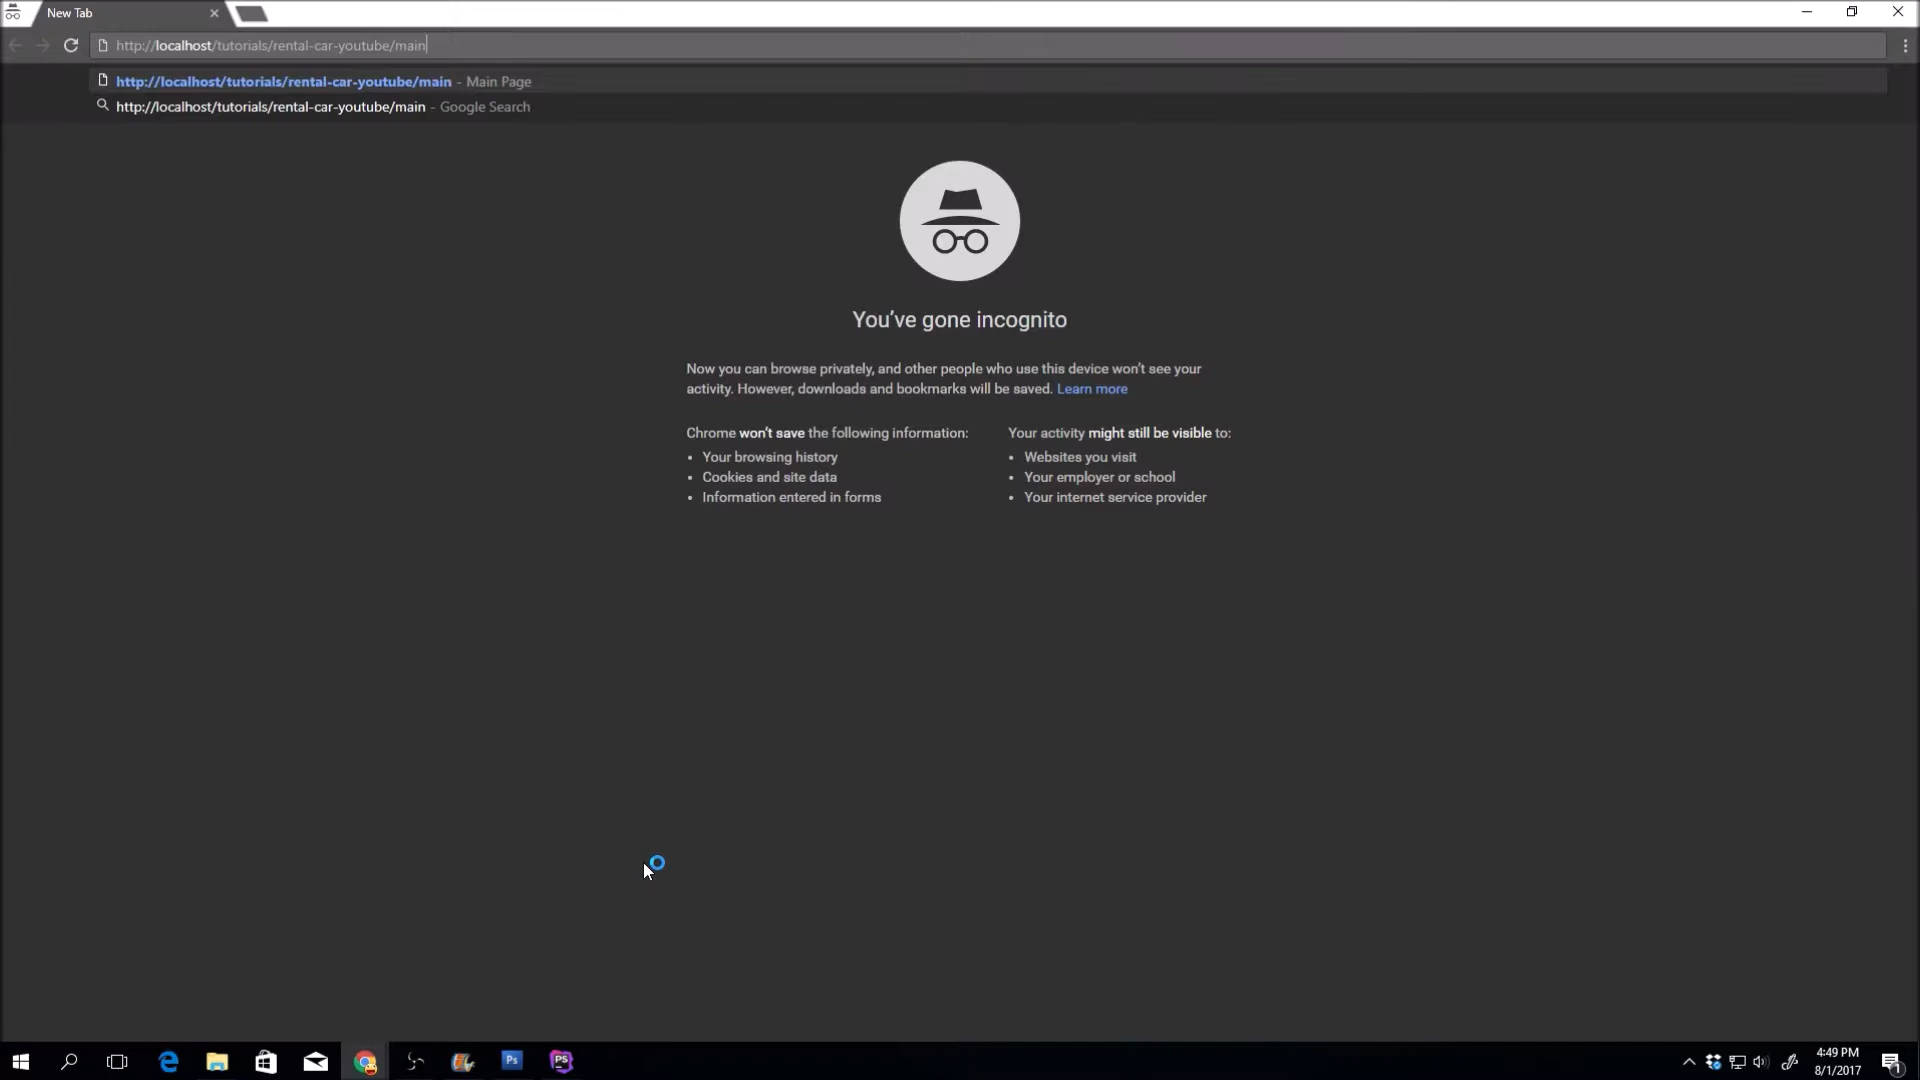 New Tab
http://localhost/tutorials/rental-car-youtube/main
http://localhost/tutorials/rental-car-youtube/main - Main Page
http://localhost/tutorials/rental-car-youtube/main - Google Search
You've gone incognito
Now you can browse privately, and other people who use this device won't see your
activity. However, downloads and bookmarks will be saved. Learn more
Chrome won't save the following information:
• Your browsing history
• Cookies and site data
• Information entered in forms
Your activity might still be visible to:
• Websites you visit
• Your employer or school
• Your internet service provider
Ps
PS
4:49 PM
8/1/2017
1